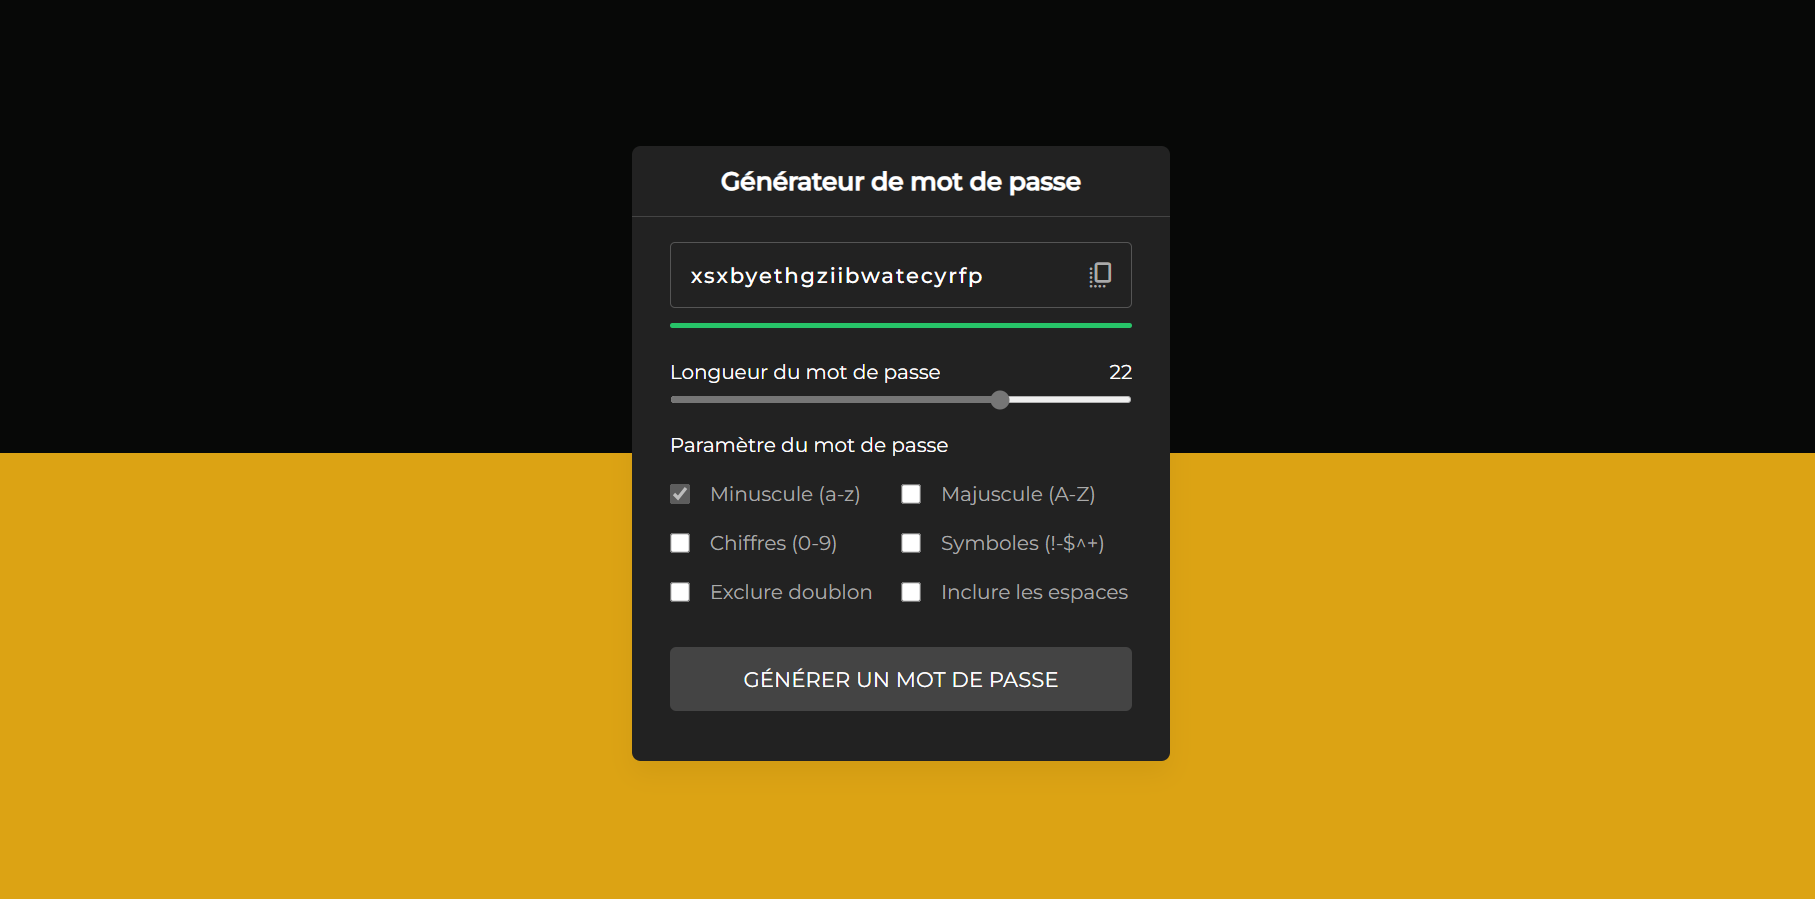 Générateur de mot de passe
xsxbyethgziibwatecyrfp
Longueur du mot de passe 22
Paramètre du mot de passe
Minuscule (a-z) Majuscule (A-Z)
Chiffres (0-9) Symboles (!-$^+)
Exclure doublon Inclure les espaces
GÉNÉRER UN MOT DE PASSE